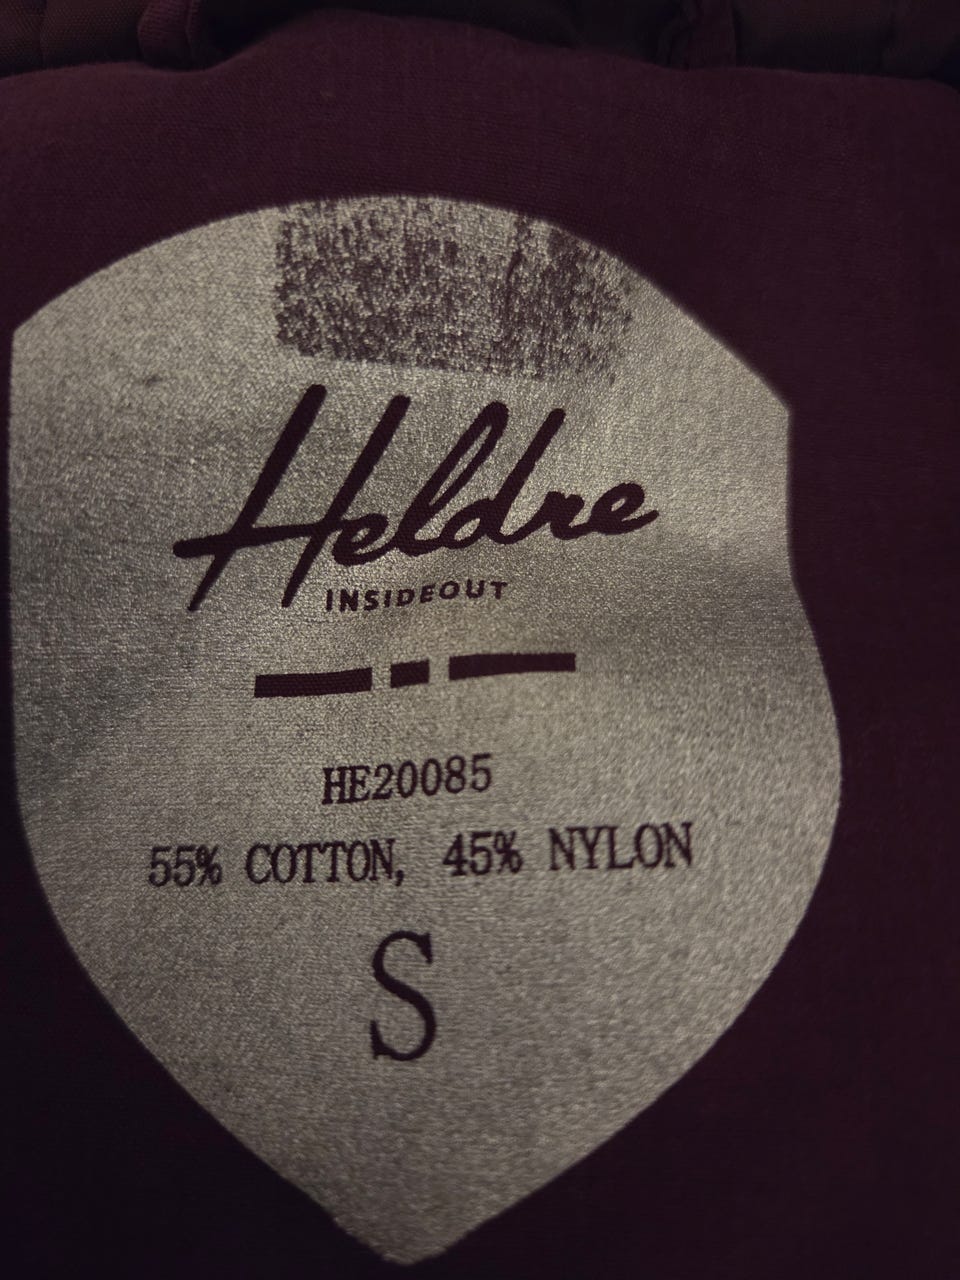 Heldre
INSIDEOUT
HE20085
55% COTTON, 45% NYLON
S